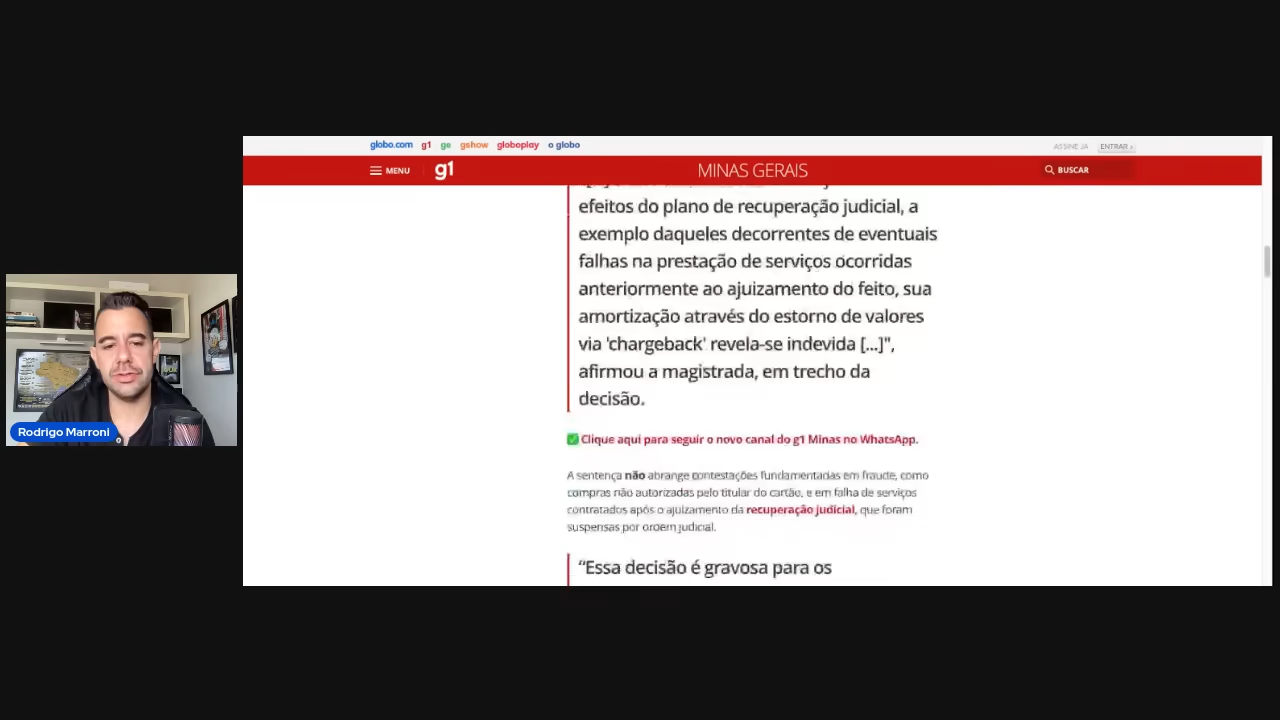 globo.com g1 ge gshow globoplay o globo
ASSINE JÁ ENTRAR ›
MENU g1 MINAS GERAIS BUSCAR
efeitos do plano de recuperação judicial, a
exemplo daqueles decorrentes de eventuais
falhas na prestação de serviços ocorridas
anteriormente ao ajuizamento do feito, sua
amortização através do estorno de valores
via 'chargeback' revela-se indevida [...]",
afirmou a magistrada, em trecho da
decisão.
Clique aqui para seguir o novo canal do g1 Minas no WhatsApp.
A sentença não abrange contestações fundamentadas em fraude, como
compras não autorizadas pelo titular do cartão, e em falha de serviços
contratados após o ajuizamento da recuperação judicial, que foram
suspensas por ordem judicial.
“Essa decisão é gravosa para os
Rodrigo Marroni